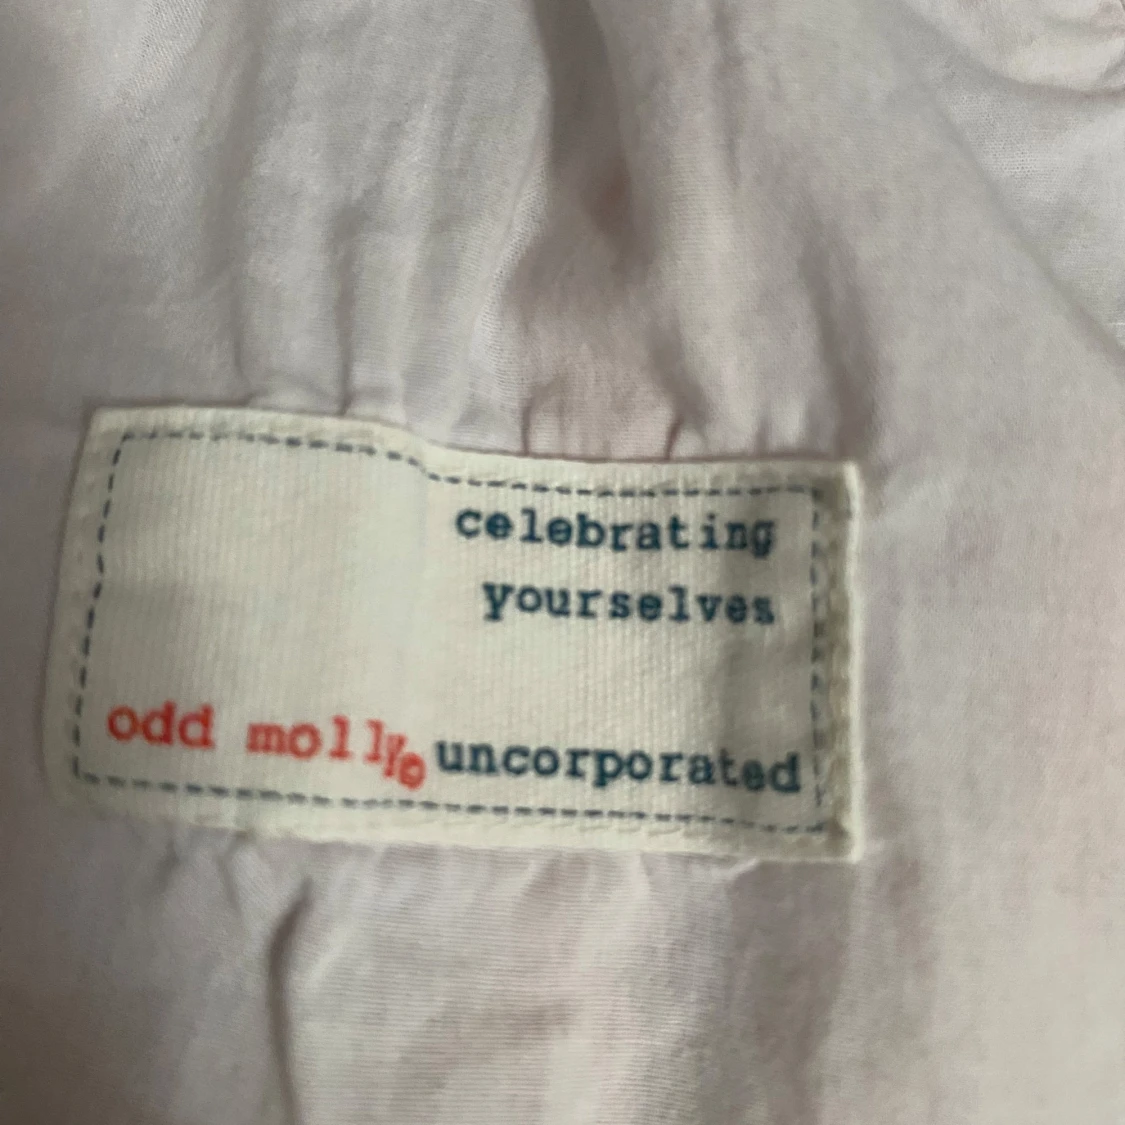 celebrating
yourselves
odd molly® uncorporated